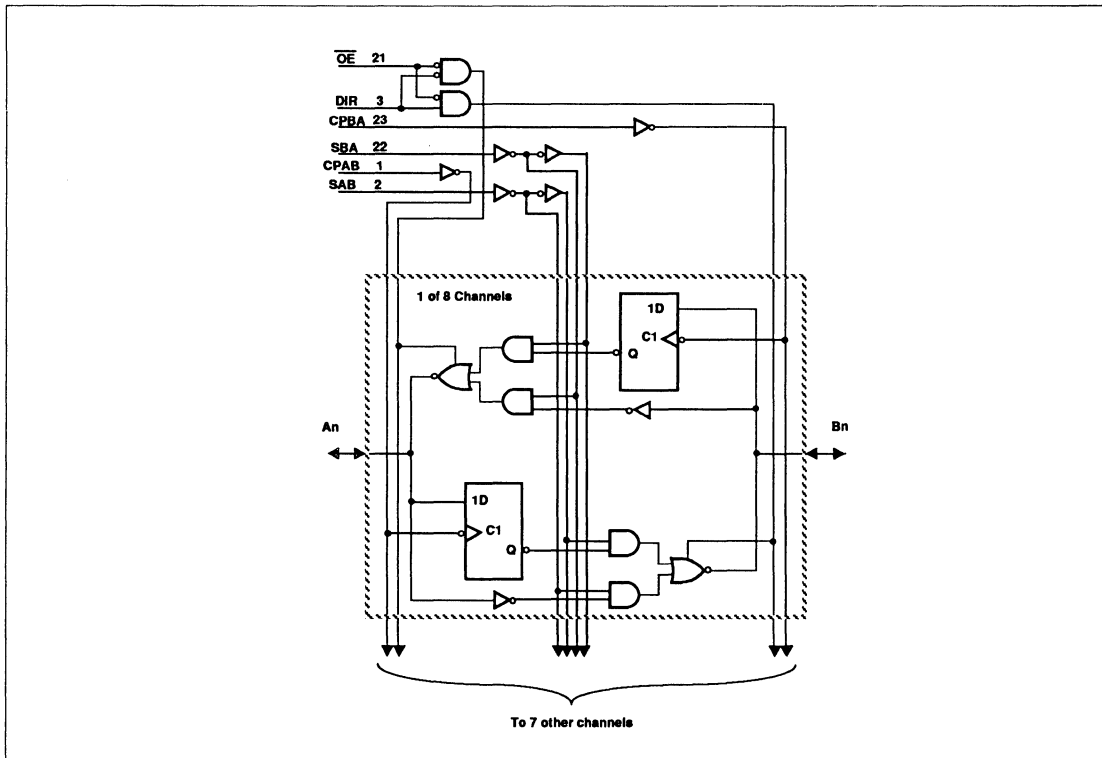 OE 21
DIR 3
CPBA 23
SBA 22
CPAB 1
SAB 2
1 of 8 Channels
1D
C1
Q
An
Bn
1D
C1
Q
To 7 other channels